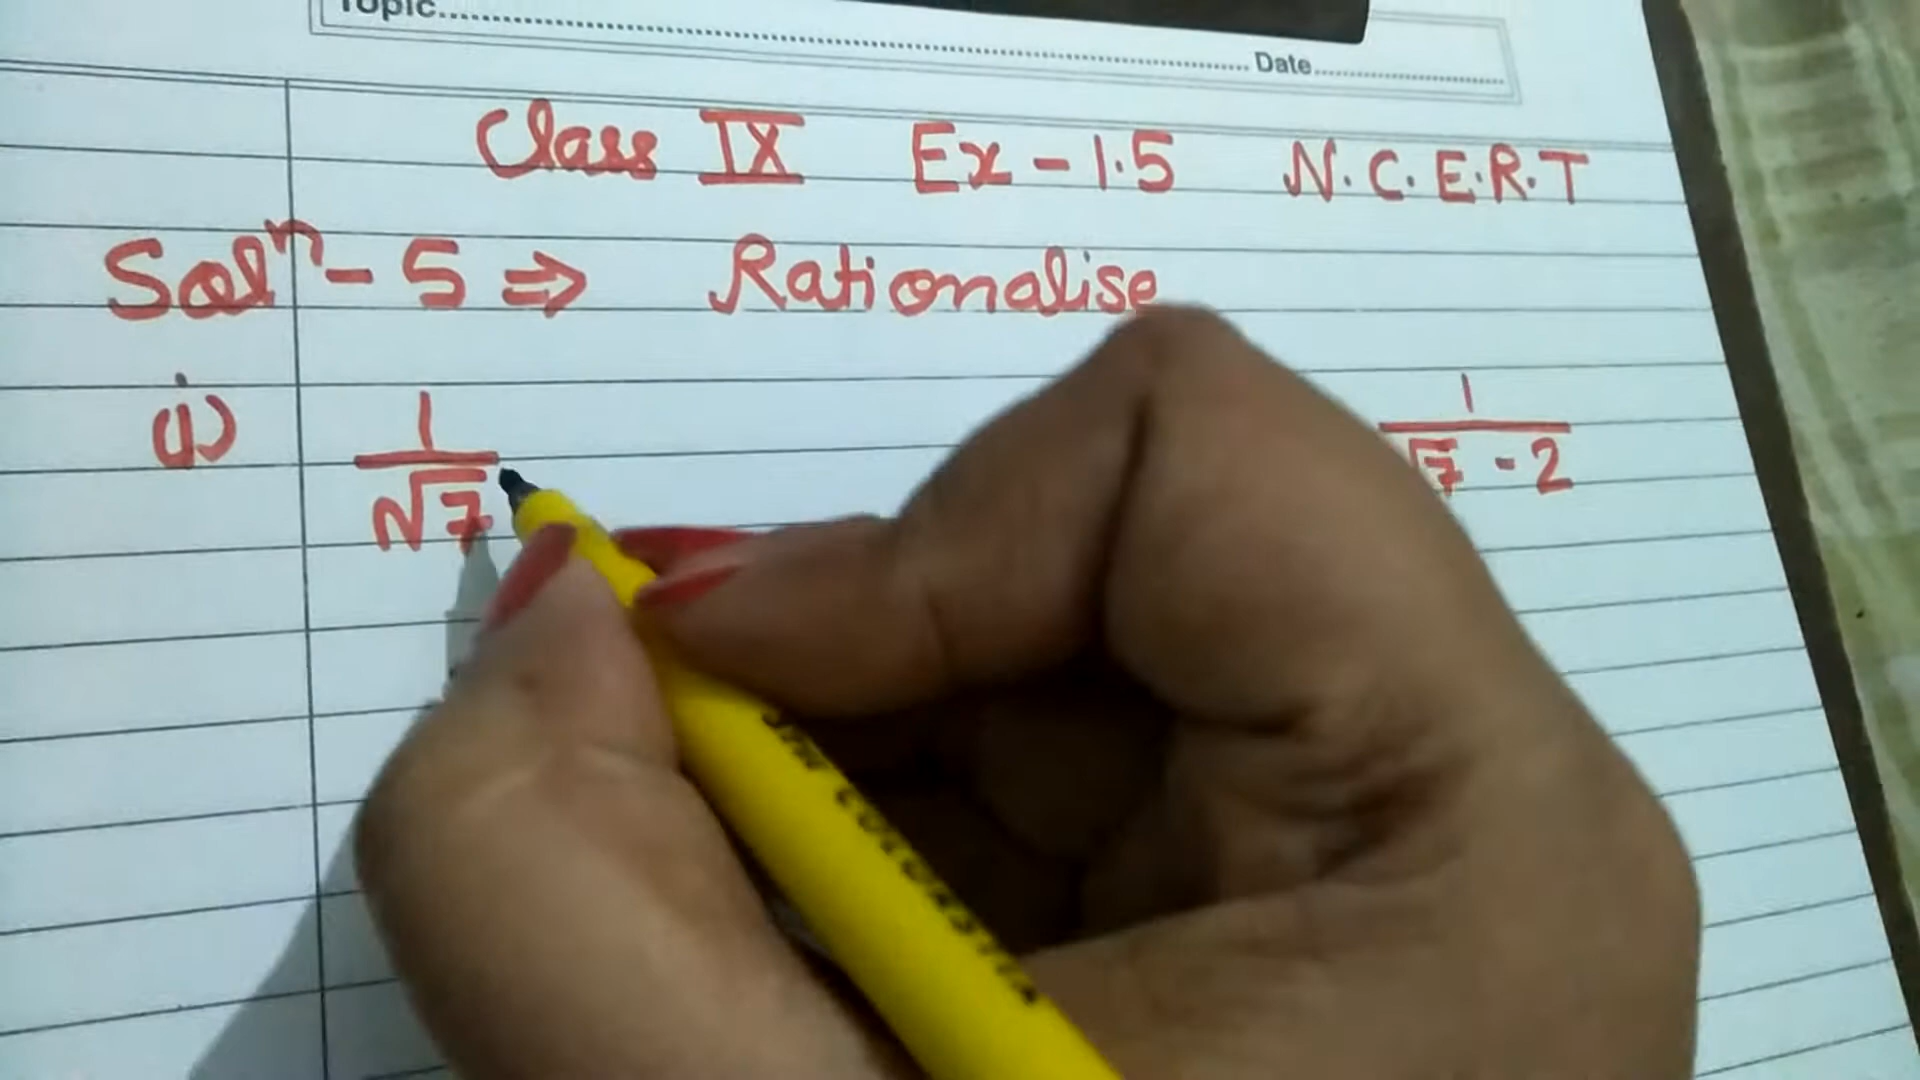 Topic........ Date........
Class IX Ex - 1.5 N.C.E.R.T
Solⁿ - 5 ⇒ Rationalise
(i) 1/√7 1/(√7 - 2)